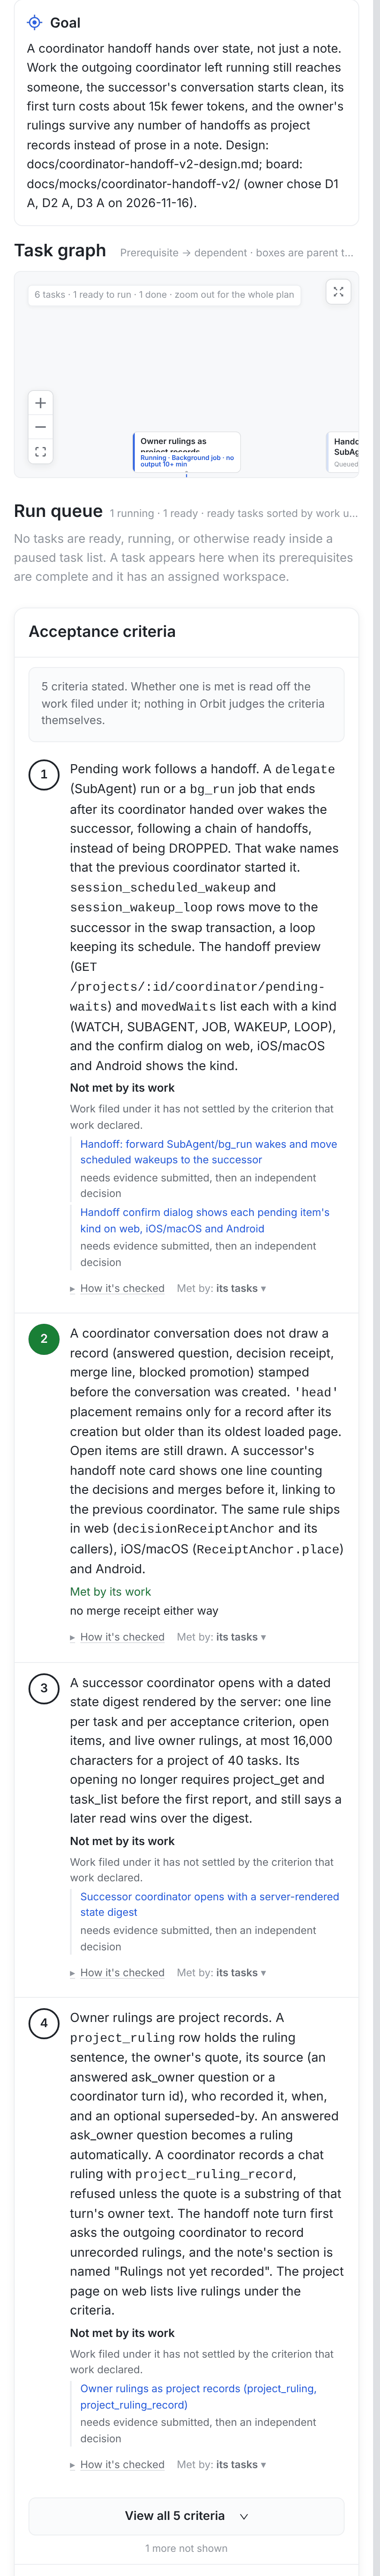 Goal
A coordinator handoff hands over state, not just a note.
Work the outgoing coordinator left running still reaches
someone, the successor's conversation starts clean, its
first turn costs about 15k fewer tokens, and the owner's
rulings survive any number of handoffs as project
records instead of prose in a note. Design:
docs/coordinator-handoff-v2-design.md; board:
docs/mocks/coordinator-handoff-v2/ (owner chose D1
A, D2 A, D3 A on 2026-11-16).
Task graph Prerequisite → dependent · boxes are parent t…
6 tasks · 1 ready to run · 1 done · zoom out for the whole plan
Owner rulings as
project records
Running · Background job · no
output 10+ min
Hando
SubAg
Queued
Run queue 1 running · 1 ready · ready tasks sorted by work u…
No tasks are ready, running, or otherwise ready inside a
paused task list. A task appears here when its prerequisites
are complete and it has an assigned workspace.
Acceptance criteria
5 criteria stated. Whether one is met is read off the
work filed under it; nothing in Orbit judges the criteria
themselves.
1
Pending work follows a handoff. A delegate
(SubAgent) run or a bg_run job that ends
after its coordinator handed over wakes the
successor, following a chain of handoffs,
instead of being DROPPED. That wake names
that the previous coordinator started it.
session_scheduled_wakeup and
session_wakeup_loop rows move to the
successor in the swap transaction, a loop
keeping its schedule. The handoff preview
(GET
/projects/:id/coordinator/pending-
waits) and movedWaits list each with a kind
(WATCH, SUBAGENT, JOB, WAKEUP, LOOP),
and the confirm dialog on web, iOS/macOS
and Android shows the kind.
Not met by its work
Work filed under it has not settled by the criterion that
work declared.
Handoff: forward SubAgent/bg_run wakes and move
scheduled wakeups to the successor
needs evidence submitted, then an independent
decision
Handoff confirm dialog shows each pending item's
kind on web, iOS/macOS and Android
needs evidence submitted, then an independent
decision
▸ How it's checked Met by: its tasks ▾
2
A coordinator conversation does not draw a
record (answered question, decision receipt,
merge line, blocked promotion) stamped
before the conversation was created. 'head'
placement remains only for a record after its
creation but older than its oldest loaded page.
Open items are still drawn. A successor's
handoff note card shows one line counting
the decisions and merges before it, linking to
the previous coordinator. The same rule ships
in web (decisionReceiptAnchor and its
callers), iOS/macOS (ReceiptAnchor.place)
and Android.
Met by its work
no merge receipt either way
▸ How it's checked Met by: its tasks ▾
3
A successor coordinator opens with a dated
state digest rendered by the server: one line
per task and per acceptance criterion, open
items, and live owner rulings, at most 16,000
characters for a project of 40 tasks. Its
opening no longer requires project_get and
task_list before the first report, and still says a
later read wins over the digest.
Not met by its work
Work filed under it has not settled by the criterion that
work declared.
Successor coordinator opens with a server-rendered
state digest
needs evidence submitted, then an independent
decision
▸ How it's checked Met by: its tasks ▾
4
Owner rulings are project records. A
project_ruling row holds the ruling
sentence, the owner's quote, its source (an
answered ask_owner question or a
coordinator turn id), who recorded it, when,
and an optional superseded-by. An answered
ask_owner question becomes a ruling
automatically. A coordinator records a chat
ruling with project_ruling_record,
refused unless the quote is a substring of that
turn's owner text. The handoff note turn first
asks the outgoing coordinator to record
unrecorded rulings, and the note's section is
named "Rulings not yet recorded". The project
page on web lists live rulings under the
criteria.
Not met by its work
Work filed under it has not settled by the criterion that
work declared.
Owner rulings as project records (project_ruling,
project_ruling_record)
needs evidence submitted, then an independent
decision
▸ How it's checked Met by: its tasks ▾
View all 5 criteria
1 more not shown